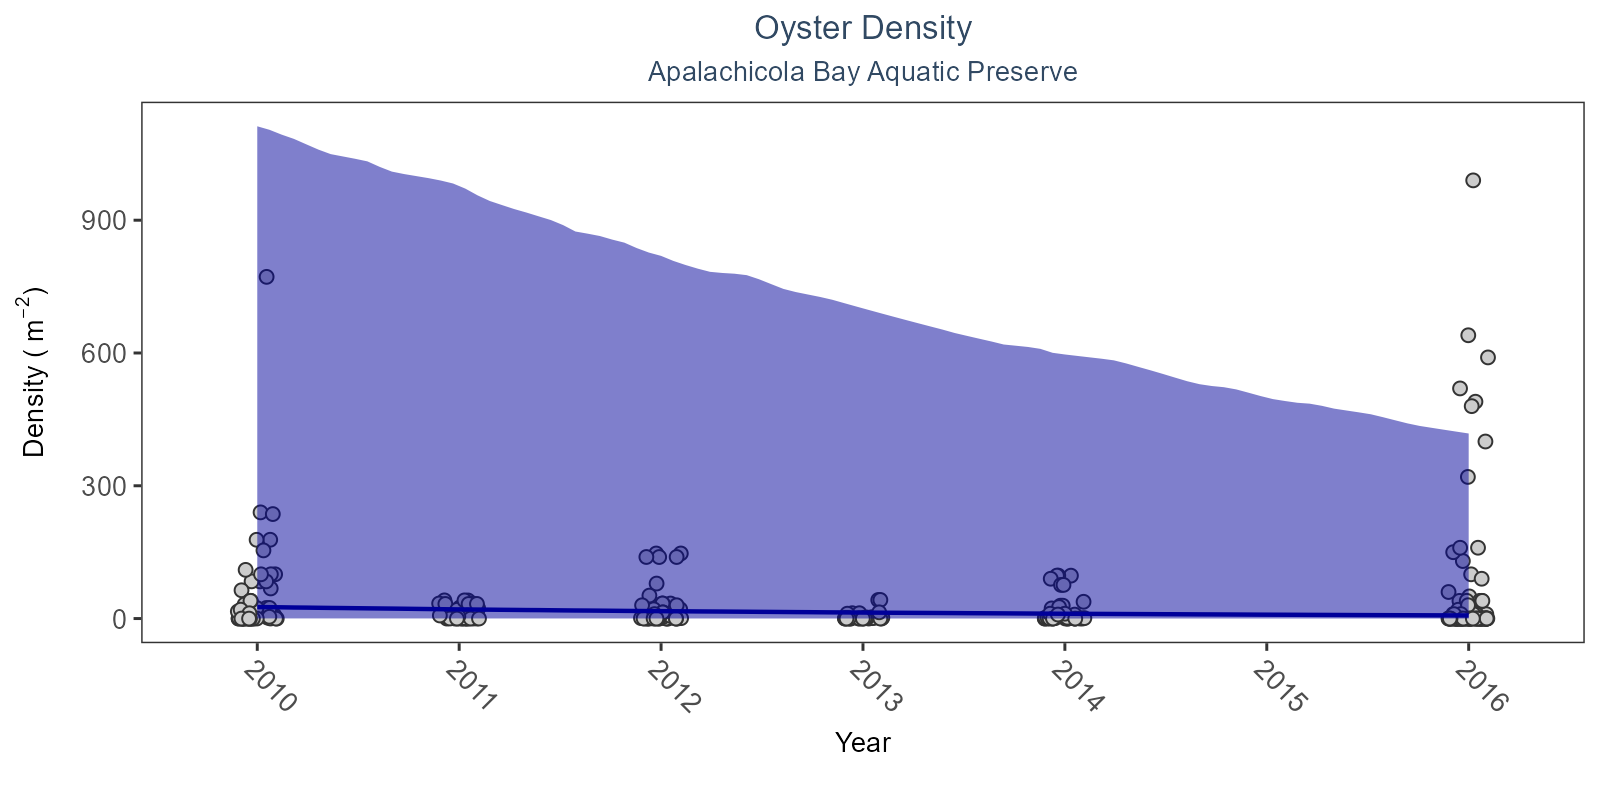 Oyster Density
Apalachicola Bay Aquatic Preserve
Density ( m⁻²)
900
600
300
0
2010
2011
2012
2013
2014
2015
2016
Year